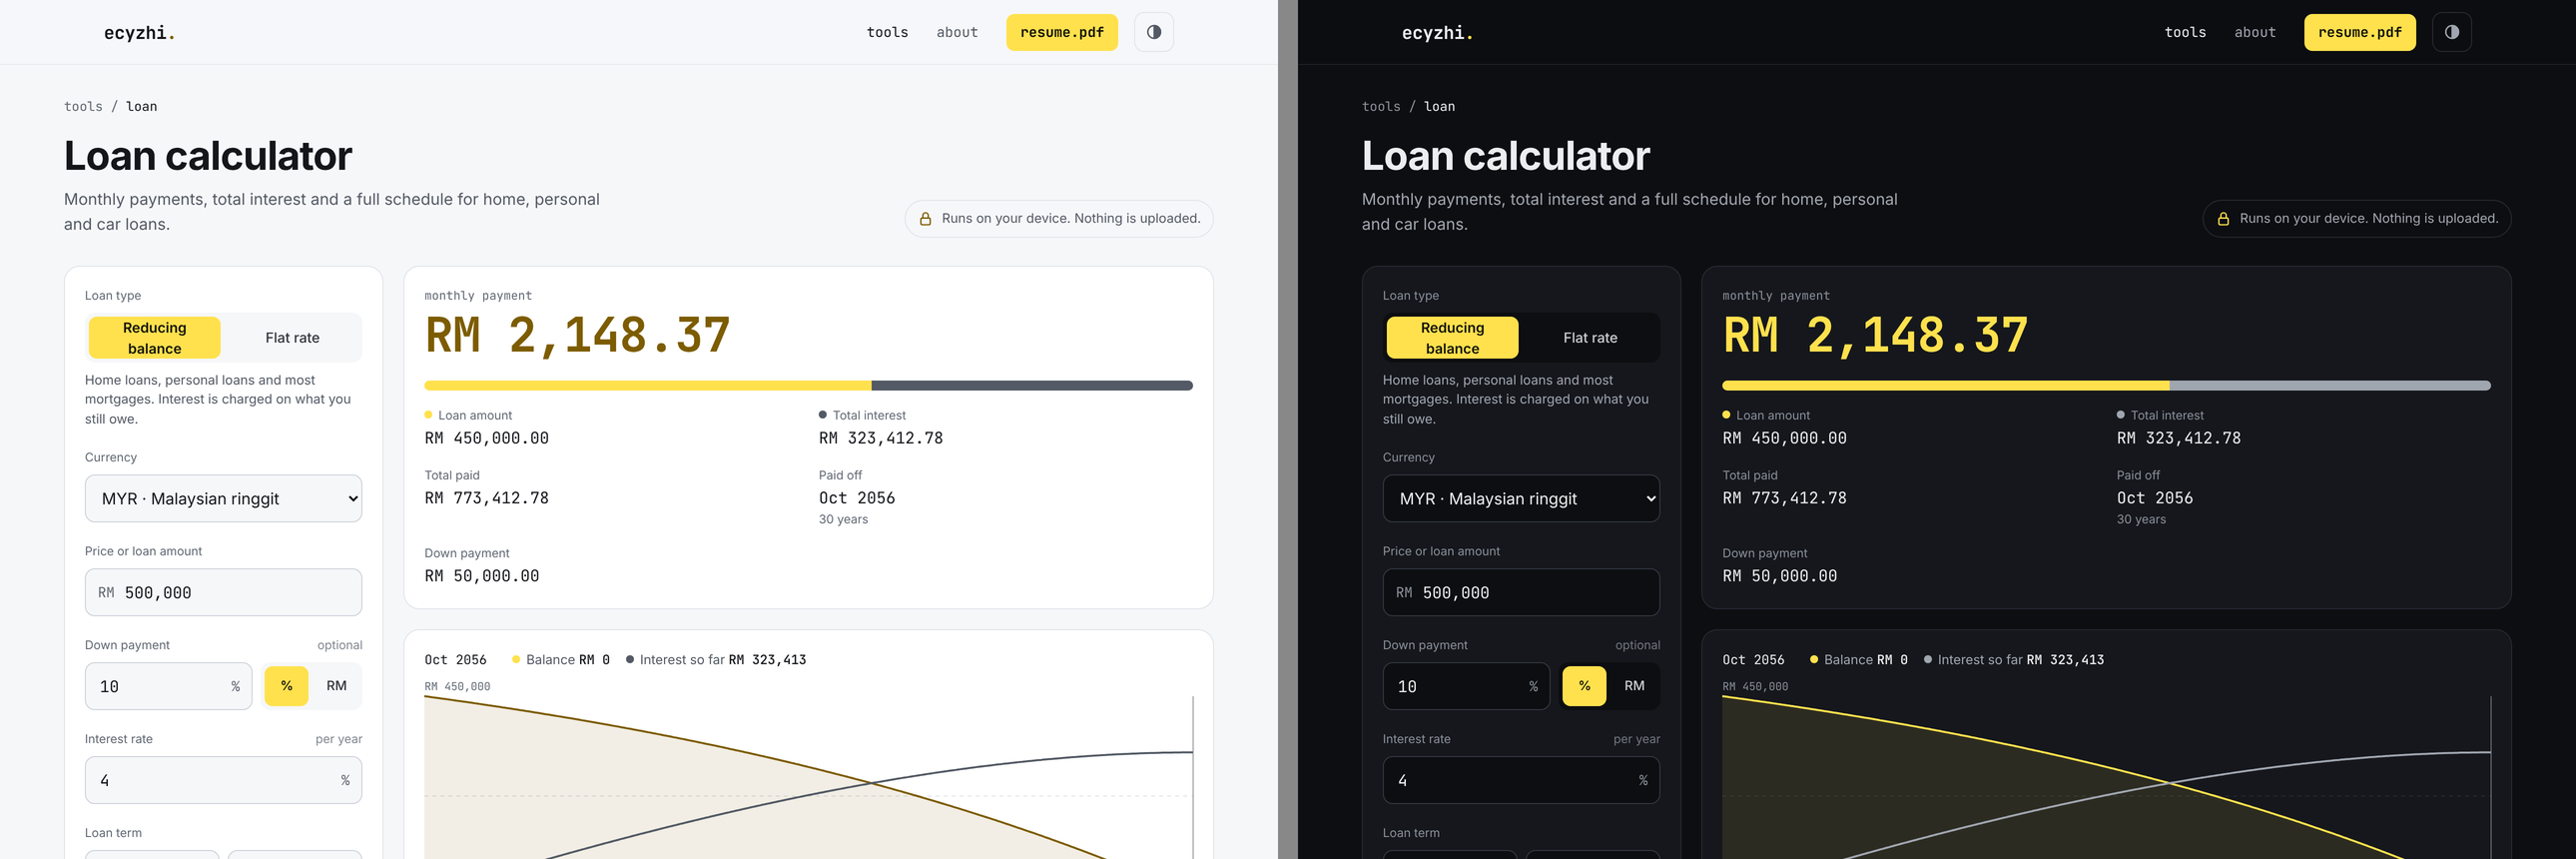 ecyzhi.
tools about resume.pdf
tools / loan
Loan calculator
Monthly payments, total interest and a full schedule for home, personal
and car loans.
Runs on your device. Nothing is uploaded.
Loan type
Reducing
balance
Flat rate
Home loans, personal loans and most
mortgages. Interest is charged on what you
still owe.
Currency
MYR · Malaysian ringgit
Price or loan amount
RM 500,000
Down payment optional
10 % % RM
Interest rate per year
4 %
Loan term
monthly payment
RM 2,148.37
Loan amount Total interest
RM 450,000.00 RM 323,412.78
Total paid Paid off
RM 773,412.78 Oct 2056
30 years
Down payment
RM 50,000.00
Oct 2056 Balance RM 0 Interest so far RM 323,413
RM 450,000
ecyzhi.
tools about resume.pdf
tools / loan
Loan calculator
Monthly payments, total interest and a full schedule for home, personal
and car loans.
Runs on your device. Nothing is uploaded.
Loan type
Reducing
balance
Flat rate
Home loans, personal loans and most
mortgages. Interest is charged on what you
still owe.
Currency
MYR · Malaysian ringgit
Price or loan amount
RM 500,000
Down payment optional
10 % % RM
Interest rate per year
4 %
Loan term
monthly payment
RM 2,148.37
Loan amount Total interest
RM 450,000.00 RM 323,412.78
Total paid Paid off
RM 773,412.78 Oct 2056
30 years
Down payment
RM 50,000.00
Oct 2056 Balance RM 0 Interest so far RM 323,413
RM 450,000